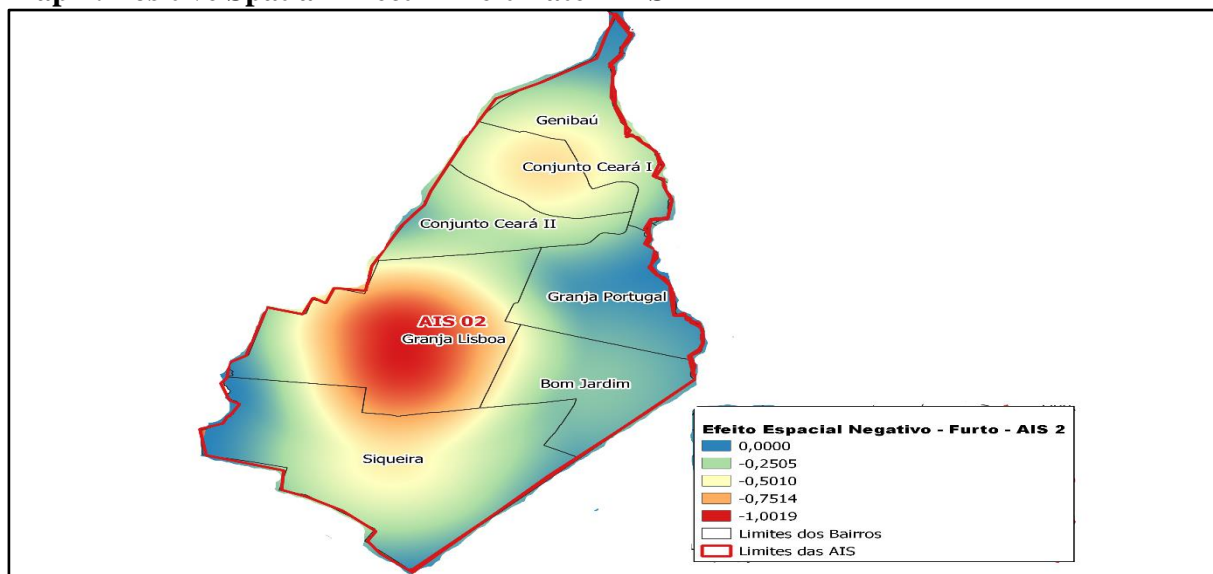 Genibaú
Conjunto Ceará I
Conjunto Ceará II
Granja Portugal
AIS 02
Granja Lisboa
Bom Jardim
Siqueira
Efeito Espacial Negativo - Furto - AIS 2
0,0000
-0,2505
-0,5010
-0,7514
-1,0019
Limites dos Bairros
Limites das AIS